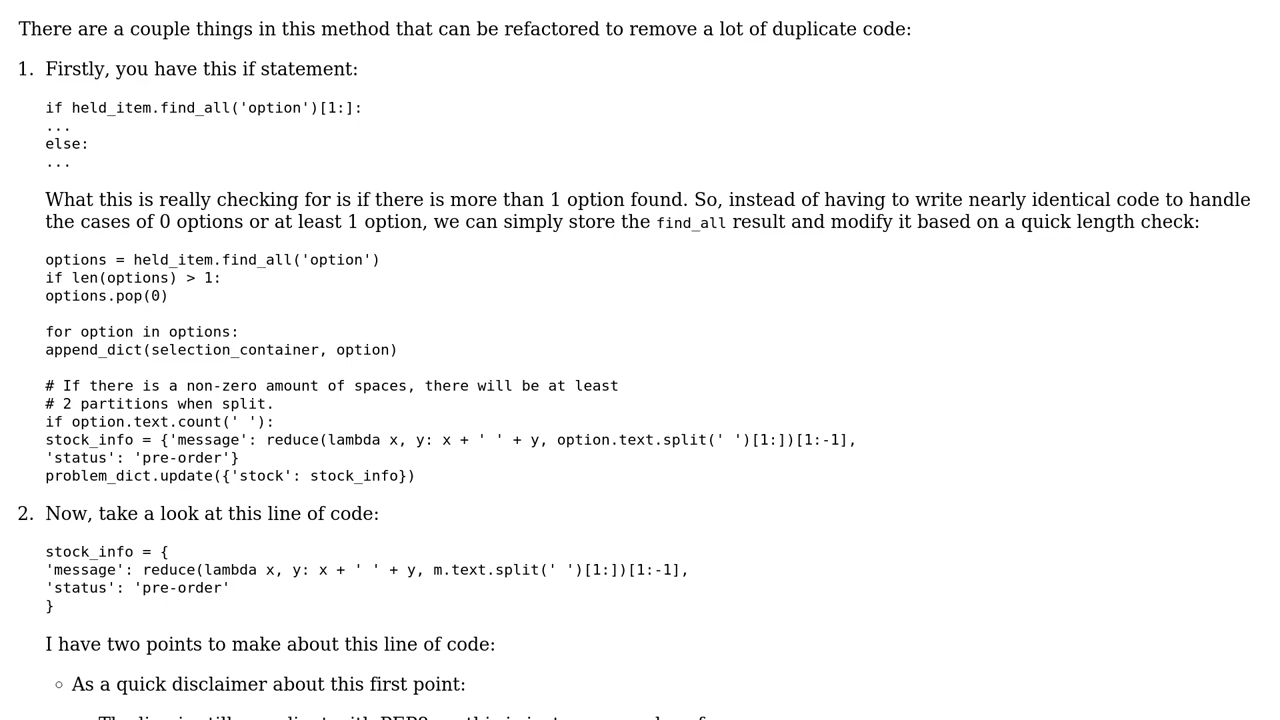 There are a couple things in this method that can be refactored to remove a lot of duplicate code:
1. Firstly, you have this if statement:
if held_item.find_all('option')[1:]:
...
else:
...
What this is really checking for is if there is more than 1 option found. So, instead of having to write nearly identical code to handle
the cases of 0 options or at least 1 option, we can simply store the find_all result and modify it based on a quick length check:
options = held_item.find_all('option')
if len(options) > 1:
options.pop(0)
for option in options:
append_dict(selection_container, option)
# If there is a non-zero amount of spaces, there will be at least
# 2 partitions when split.
if option.text.count(' '):
stock_info = {'message': reduce(lambda x, y: x + ' ' + y, option.text.split(' ')[1:])[1:-1],
'status': 'pre-order'}
problem_dict.update({'stock': stock_info})
2. Now, take a look at this line of code:
stock_info = {
'message': reduce(lambda x, y: x + ' ' + y, m.text.split(' ')[1:])[1:-1],
'status': 'pre-order'
}
I have two points to make about this line of code:
◦ As a quick disclaimer about this first point: